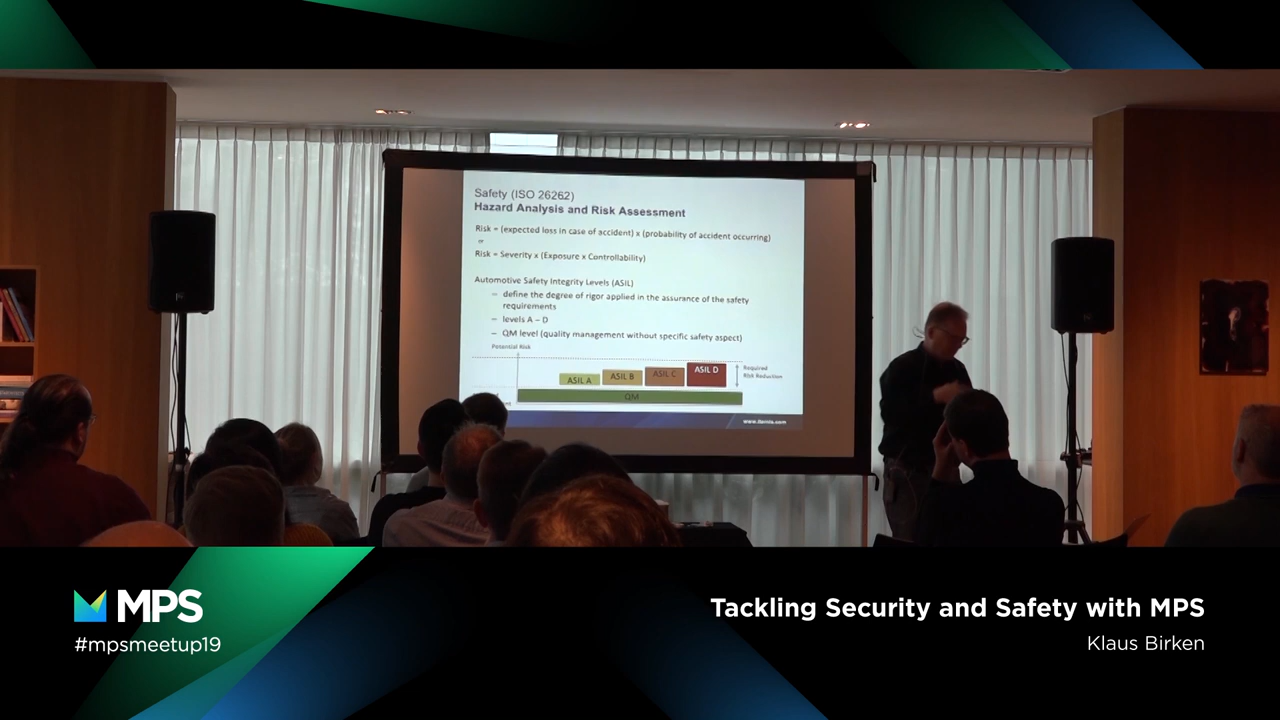 Safety (ISO 26262)
Hazard Analysis and Risk Assessment
Risk = (expected loss in case of accident) x (probability of accident occurring)
Risk = Severity x (Exposure x Controllability)
Automotive Safety Integrity Levels (ASIL)
– define the degree of rigor applied in the assurance of the safety
requirements
– levels A – D
– QM level (quality management without specific safety aspect)
Potential Risk
ASIL A
ASIL B
ASIL C
ASIL D
Required
Risk Reduction
QM
www.itemis.com
MPS
#mpsmeetup19
Tackling Security and Safety with MPS
Klaus Birken